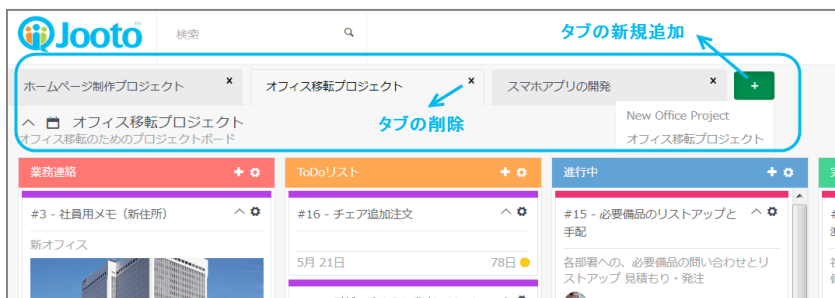 Jooto
検索
タブの新規追加
ホームページ制作プロジェクト x
オフィス移転プロジェクト x
スマホアプリの開発 x
+
タブの削除
New Office Project
オフィス移転プロジェクト
オフィス移転プロジェクト
オフィス移転のためのプロジェクトボード
業務連絡 +
ToDoリスト +
進行中 +
#3 - 社員用メモ（新住所）
新オフィス
#16 - チェア追加注文
5月 21日 78日
#15 - 必要備品のリストアップと
手配
各部署への、必要備品の問い合わせとリ
ストアップ 見積もり・発注